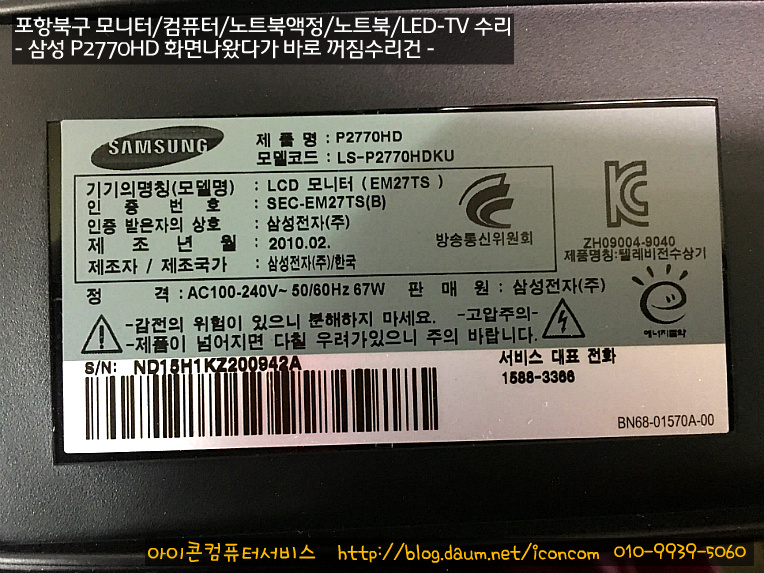 포항북구 모니터/컴퓨터/노트북액정/노트북/LED-TV 수리
- 삼성 P2770HD 화면나왔다가 바로 꺼짐수리건 -
SAMSUNG
제 품 명 : P2770HD
모델코드 : LS-P2770HDKU
기기의명칭(모델명) : LCD 모니터 (EM27TS )
인 증 번 호 : SEC-EM27TS(B)
인증 받은자의 상호 : 삼성전자(주)
제 조 년 월 : 2010.02.
제조자 / 제조국가 : 삼성전자(주)/한국
방송통신위원회
ZH09004-9040
제품명칭:텔레비전수상기
정 격 : AC100-240V~ 50/60Hz 67W 판 매 원 : 삼성전자(주)
-감전의 위험이 있으니 분해하지 마세요. -고압주의-
-제품이 넘어지면 다칠 우려가있으니 주의 바랍니다.
에너지절약
S/N: ND15H1KZ200942A
서비스 대표 전화
1588-3366
BN68-01570A-00
아이콘컴퓨터서비스 http://blog.daum.net/iconcom 010-9939-5060